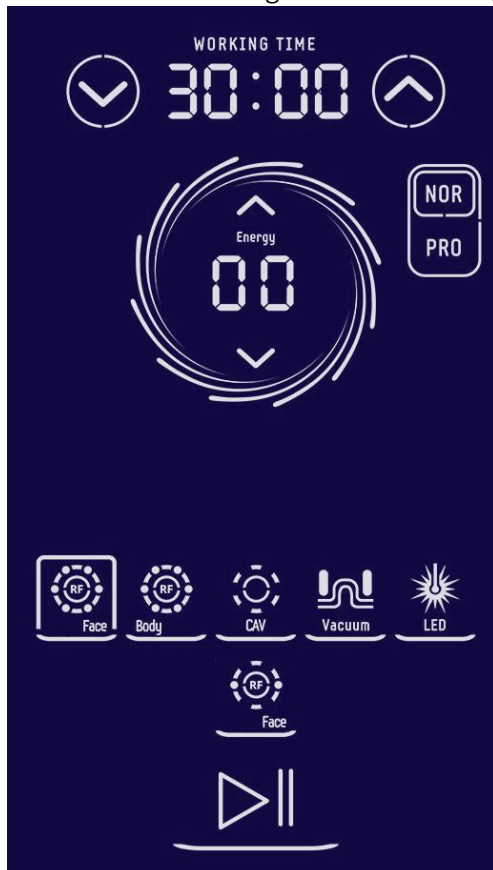 WORKING TIME
30:00
NOR
PRO
Energy
00
RF
Face
RF
Body
CAV
Vacuum
LED
RF
Face